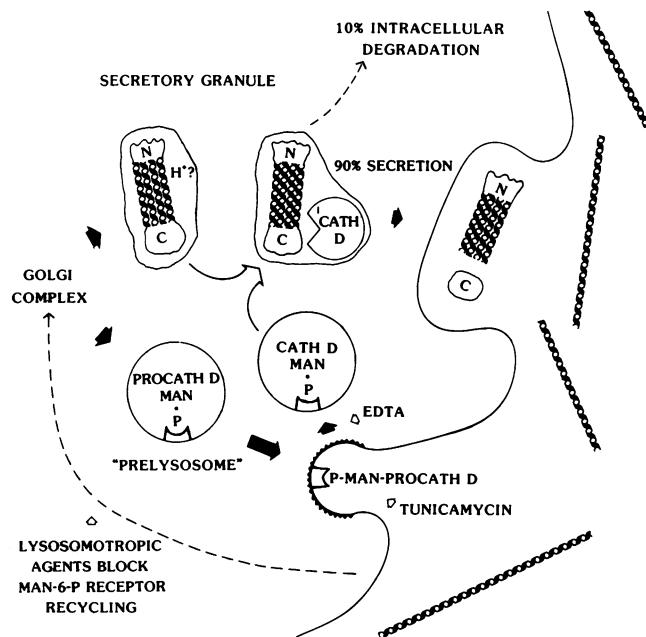 10% INTRACELLULAR
DEGRADATION
SECRETORY GRANULE
N
H+?
C
N
CATH
D
C
90% SECRETION
N
C
GOLGI
COMPLEX
PROCATH D
MAN
P
"PRELYSOSOME"
CATH D
MAN
P
EDTA
P-MAN-PROCATH D
TUNICAMYCIN
LYSOSOMOTROPIC
AGENTS BLOCK
MAN-6-P RECEPTOR
RECYCLING